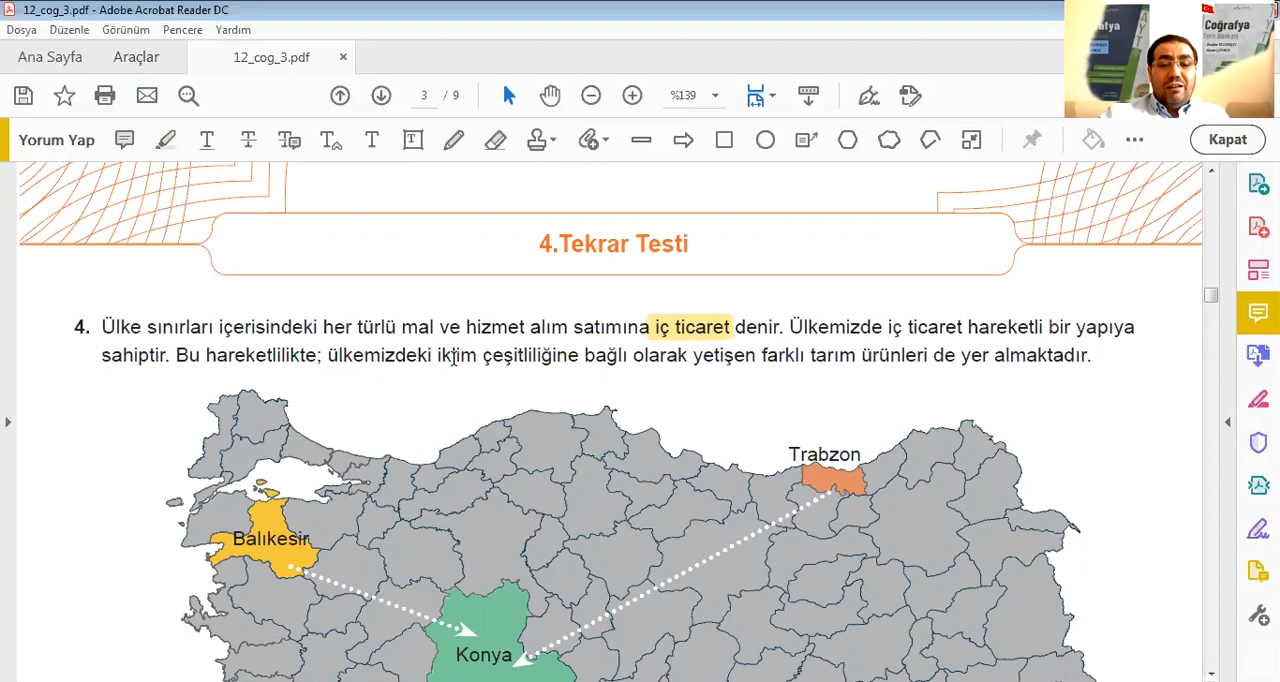 12_cog_3.pdf - Adobe Acrobat Reader DC
Dosya Düzenle Görünüm Pencere Yardım
Ana Sayfa Araçlar 12_cog_3.pdf ×
3 / 9 %139
Yorum Yap Kapat
Coğrafya
4.Tekrar Testi
4. Ülke sınırları içerisindeki her türlü mal ve hizmet alım satımına iç ticaret denir. Ülkemizde iç ticaret hareketli bir yapıya
sahiptir. Bu hareketlilikte; ülkemizdeki iklim çeşitliliğine bağlı olarak yetişen farklı tarım ürünleri de yer almaktadır.
Trabzon
Balıkesir
Konya